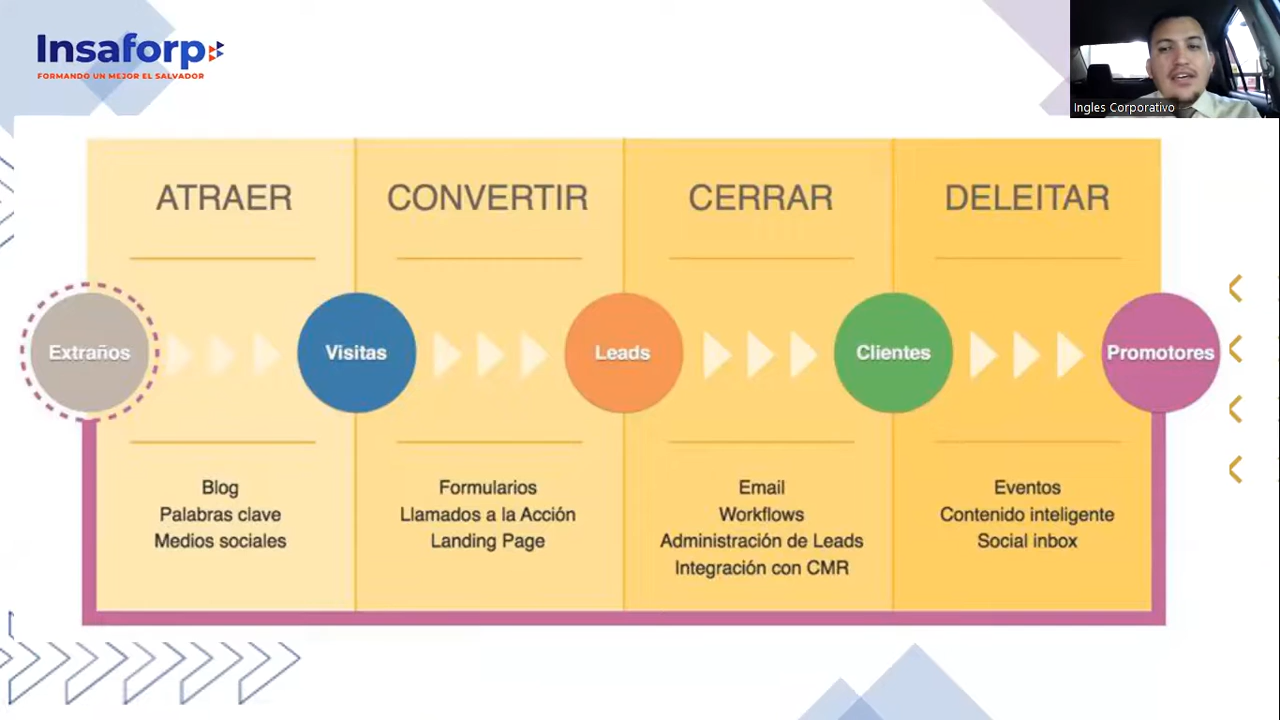 Insaforp
FORMANDO UN MEJOR EL SALVADOR
Ingles Corporativo
ATRAER
CONVERTIR
CERRAR
DELEITAR
Extraños
Visitas
Leads
Clientes
Promotores
Blog
Palabras clave
Medios sociales
Formularios
Llamados a la Acción
Landing Page
Email
Workflows
Administración de Leads
Integración con CMR
Eventos
Contenido inteligente
Social inbox